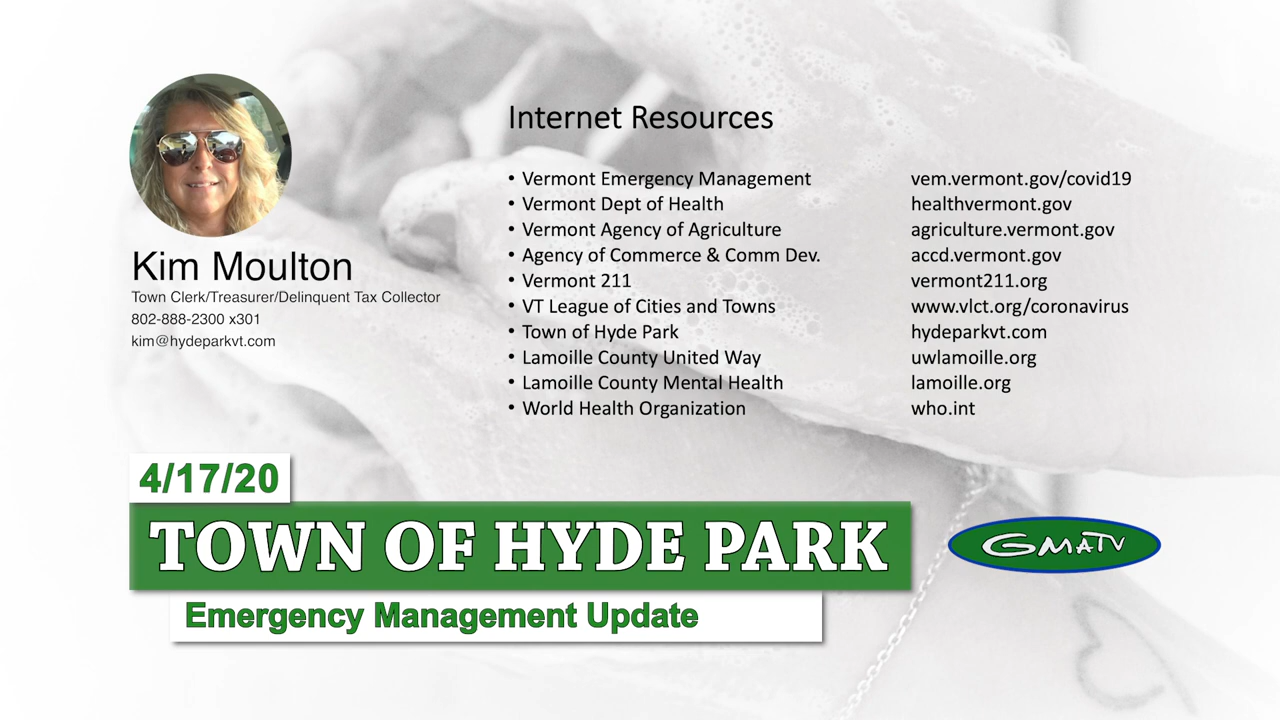 Kim Moulton
Town Clerk/Treasurer/Delinquent Tax Collector
802-888-2300 x301
kim@hydeparkvt.com
Internet Resources
• Vermont Emergency Management vem.vermont.gov/covid19
• Vermont Dept of Health healthvermont.gov
• Vermont Agency of Agriculture agriculture.vermont.gov
• Agency of Commerce & Comm Dev. accd.vermont.gov
• Vermont 211 vermont211.org
• VT League of Cities and Towns www.vlct.org/coronavirus
• Town of Hyde Park hydeparkvt.com
• Lamoille County United Way uwlamoille.org
• Lamoille County Mental Health lamoille.org
• World Health Organization who.int
4/17/20
TOWN OF HYDE PARK
GMATV
Emergency Management Update